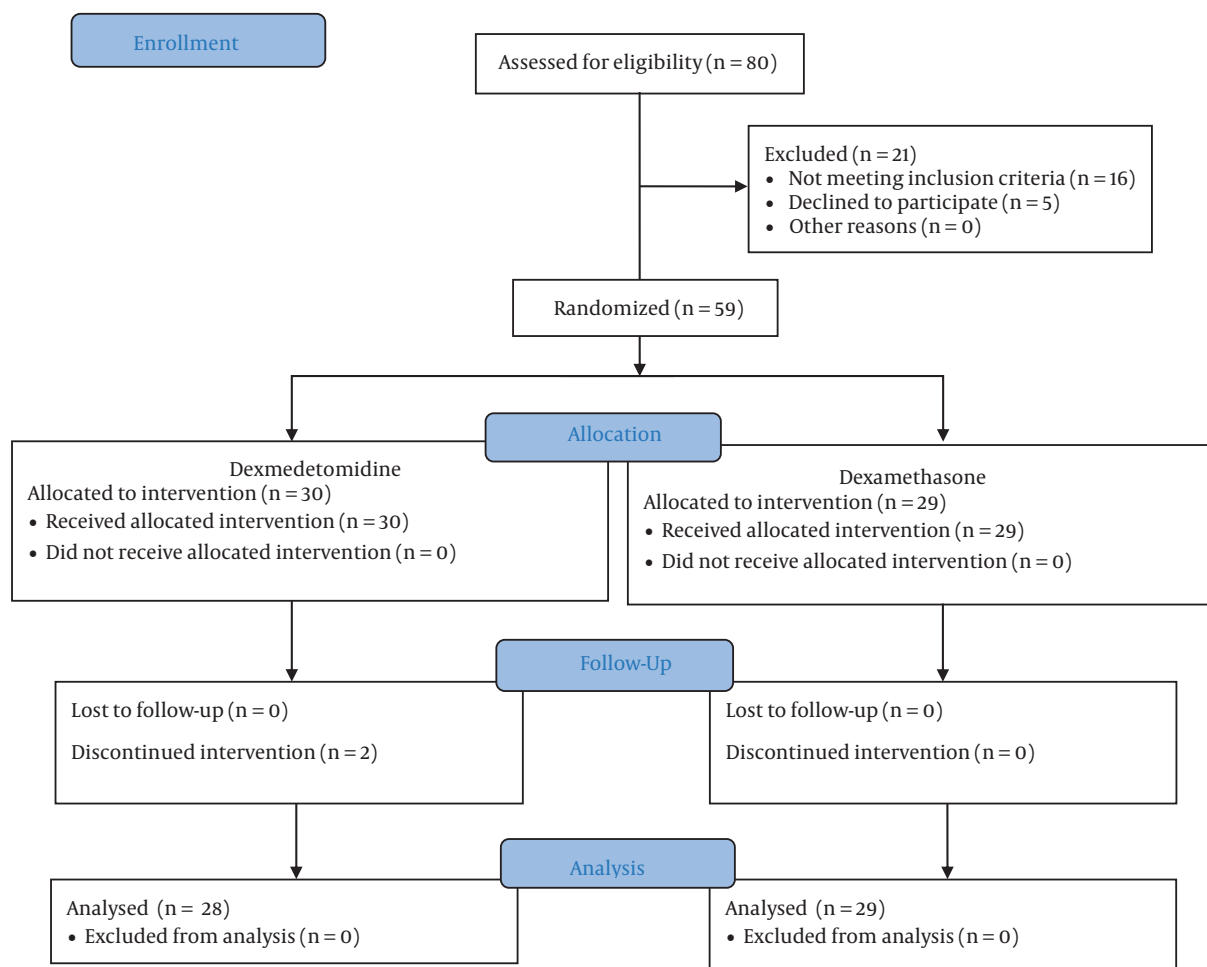 Enrollment
Assessed for eligibility (n = 80)
Excluded (n = 21)
• Not meeting inclusion criteria (n = 16)
• Declined to participate (n = 5)
• Other reasons (n = 0)
Randomized (n = 59)
Allocation
Dexmedetomidine
Allocated to intervention (n = 30)
• Received allocated intervention (n = 30)
• Did not receive allocated intervention (n = 0)
Dexamethasone
Allocated to intervention (n = 29)
• Received allocated intervention (n = 29)
• Did not receive allocated intervention (n = 0)
Follow-Up
Lost to follow-up (n = 0)
Discontinued intervention (n = 2)
Lost to follow-up (n = 0)
Discontinued intervention (n = 0)
Analysis
Analysed (n = 28)
• Excluded from analysis (n = 0)
Analysed (n = 29)
• Excluded from analysis (n = 0)